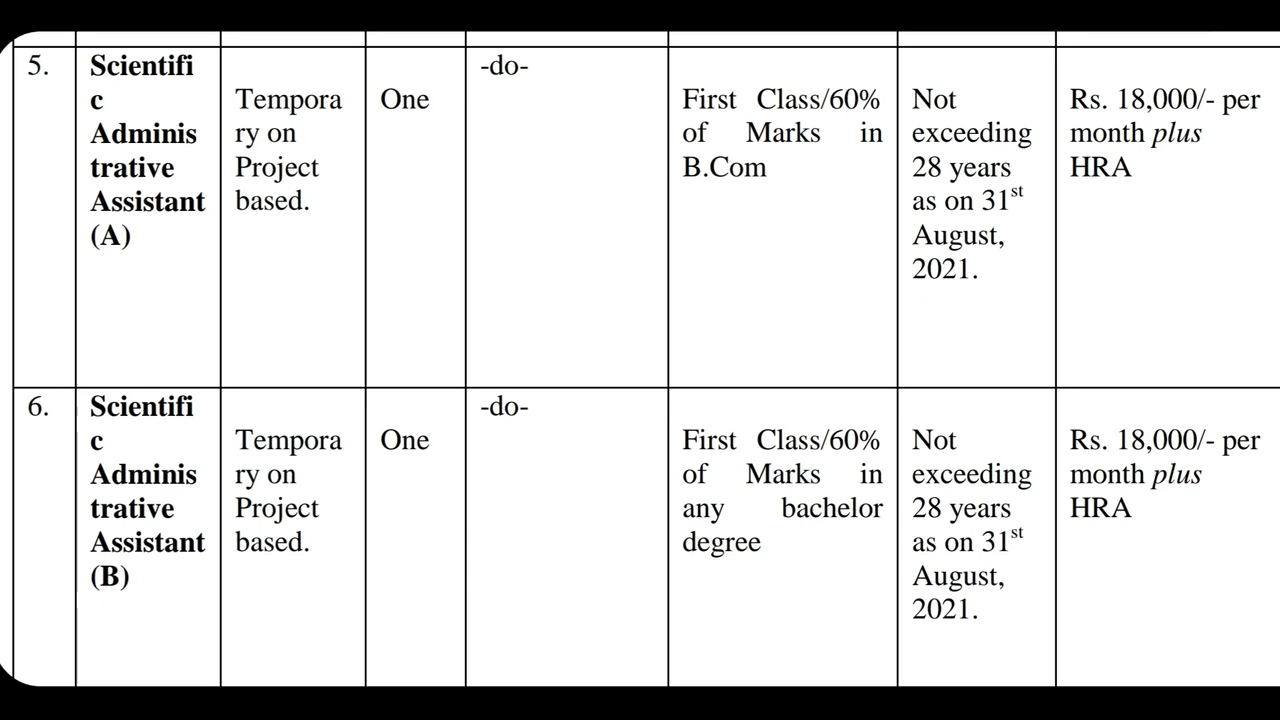 5.
Scientifi
c
Adminis
trative
Assistant
(A)
Tempora
ry on
Project
based.
One
-do-
First Class/60%
of Marks in
B.Com
Not
exceeding
28 years
as on 31st
August,
2021.
Rs. 18,000/- per
month plus
HRA
6.
Scientifi
c
Adminis
trative
Assistant
(B)
Tempora
ry on
Project
based.
One
-do-
First Class/60%
of Marks in
any bachelor
degree
Not
exceeding
28 years
as on 31st
August,
2021.
Rs. 18,000/- per
month plus
HRA